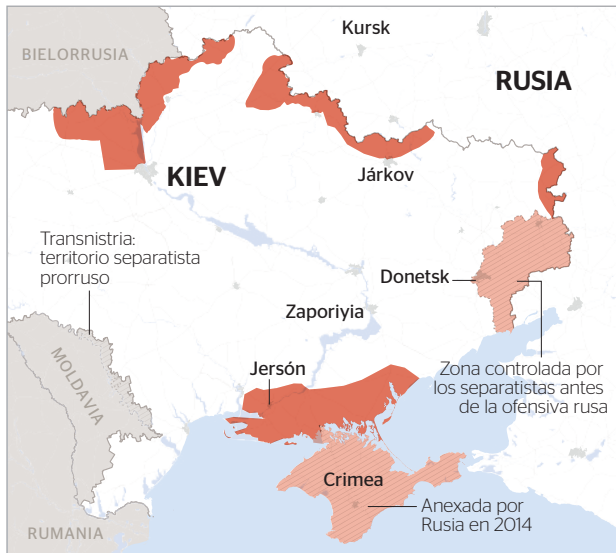 Kursk
BIELORRUSIA
RUSIA
KIEV
Járkov
Transnistria:
territorio separatista
prorruso
Donetsk
Zaporiyia
MOLDAVIA
Jersón
Zona controlada por
los separatistas antes
de la ofensiva rusa
Crimea
Anexada por
Rusia en 2014
RUMANIA